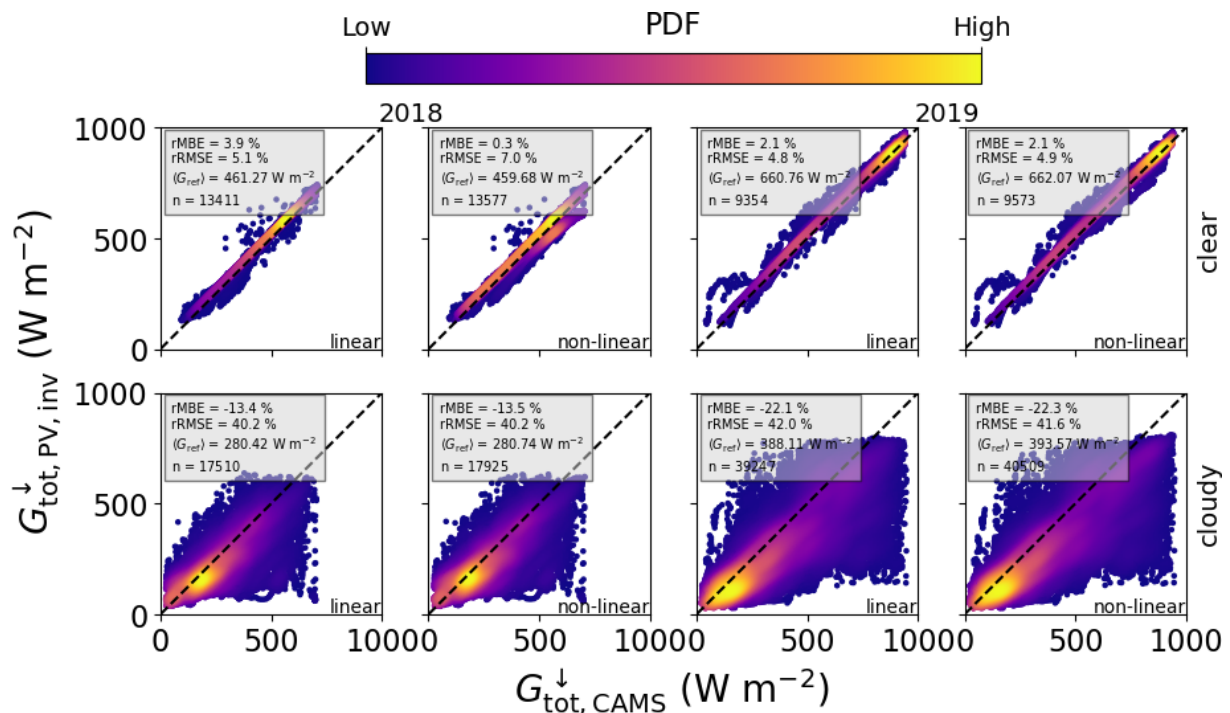 PDF
Low High
2018 2019
1000
rMBE = 3.9 %
rRMSE = 5.1 %
⟨G_ref⟩ = 461.27 W m⁻²
n = 13411
linear
rMBE = 0.3 %
rRMSE = 7.0 %
⟨G_ref⟩ = 459.68 W m⁻²
n = 13577
non-linear
rMBE = 2.1 %
rRMSE = 4.8 %
⟨G_ref⟩ = 660.76 W m⁻²
n = 9354
linear
rMBE = 2.1 %
rRMSE = 4.9 %
⟨G_ref⟩ = 662.07 W m⁻²
n = 9573
non-linear
clear
500
0
1000
rMBE = -13.4 %
rRMSE = 40.2 %
⟨G_ref⟩ = 280.42 W m⁻²
n = 17510
linear
rMBE = -13.5 %
rRMSE = 40.2 %
⟨G_ref⟩ = 280.74 W m⁻²
n = 17925
non-linear
rMBE = -22.1 %
rRMSE = 42.0 %
⟨G_ref⟩ = 388.11 W m⁻²
n = 39247
linear
rMBE = -22.3 %
rRMSE = 41.6 %
⟨G_ref⟩ = 393.57 W m⁻²
n = 40509
non-linear
cloudy
500
0
0 500 1000 0 500 1000 0 500 1000 0 500 1000
G↓tot, PV, inv (W m⁻²)
G↓tot, CAMS (W m⁻²)